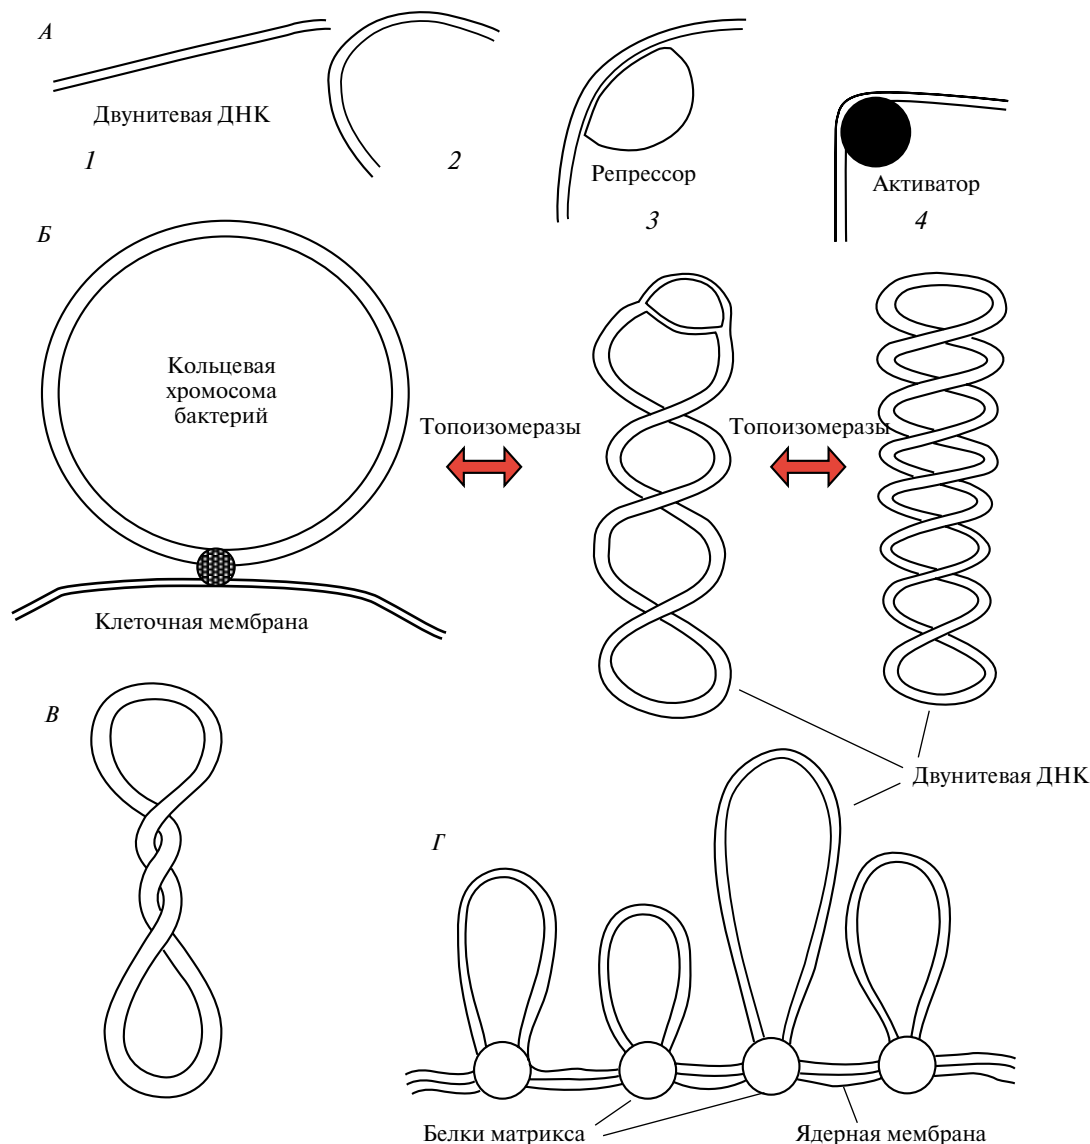 А
Двунитевая ДНК
1
2
Репрессор
3
Активатор
4
Б
Кольцевая
хромосома
бактерий
Топоизомеразы
Топоизомеразы
Клеточная мембрана
В
Двунитевая ДНК
Г
Белки матрикса
Ядерная мембрана